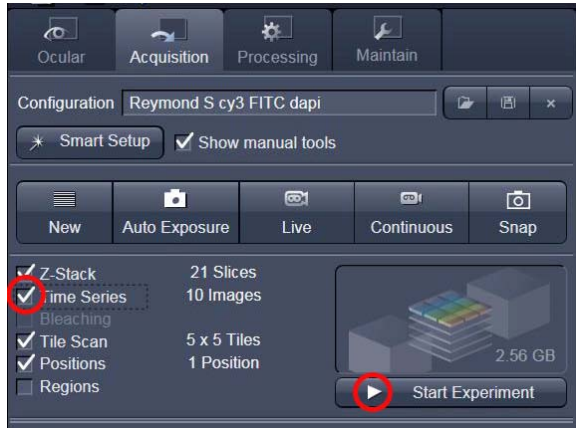 Ocular Acquisition Processing Maintain
Configuration Reymond S cy3 FITC dapi
Smart Setup Show manual tools
New Auto Exposure Live Continuous Snap
Z-Stack 21 Slices
Time Series 10 Images
Bleaching
Tile Scan 5 x 5 Tiles
Positions 1 Position
2.56 GB
Regions
Start Experiment